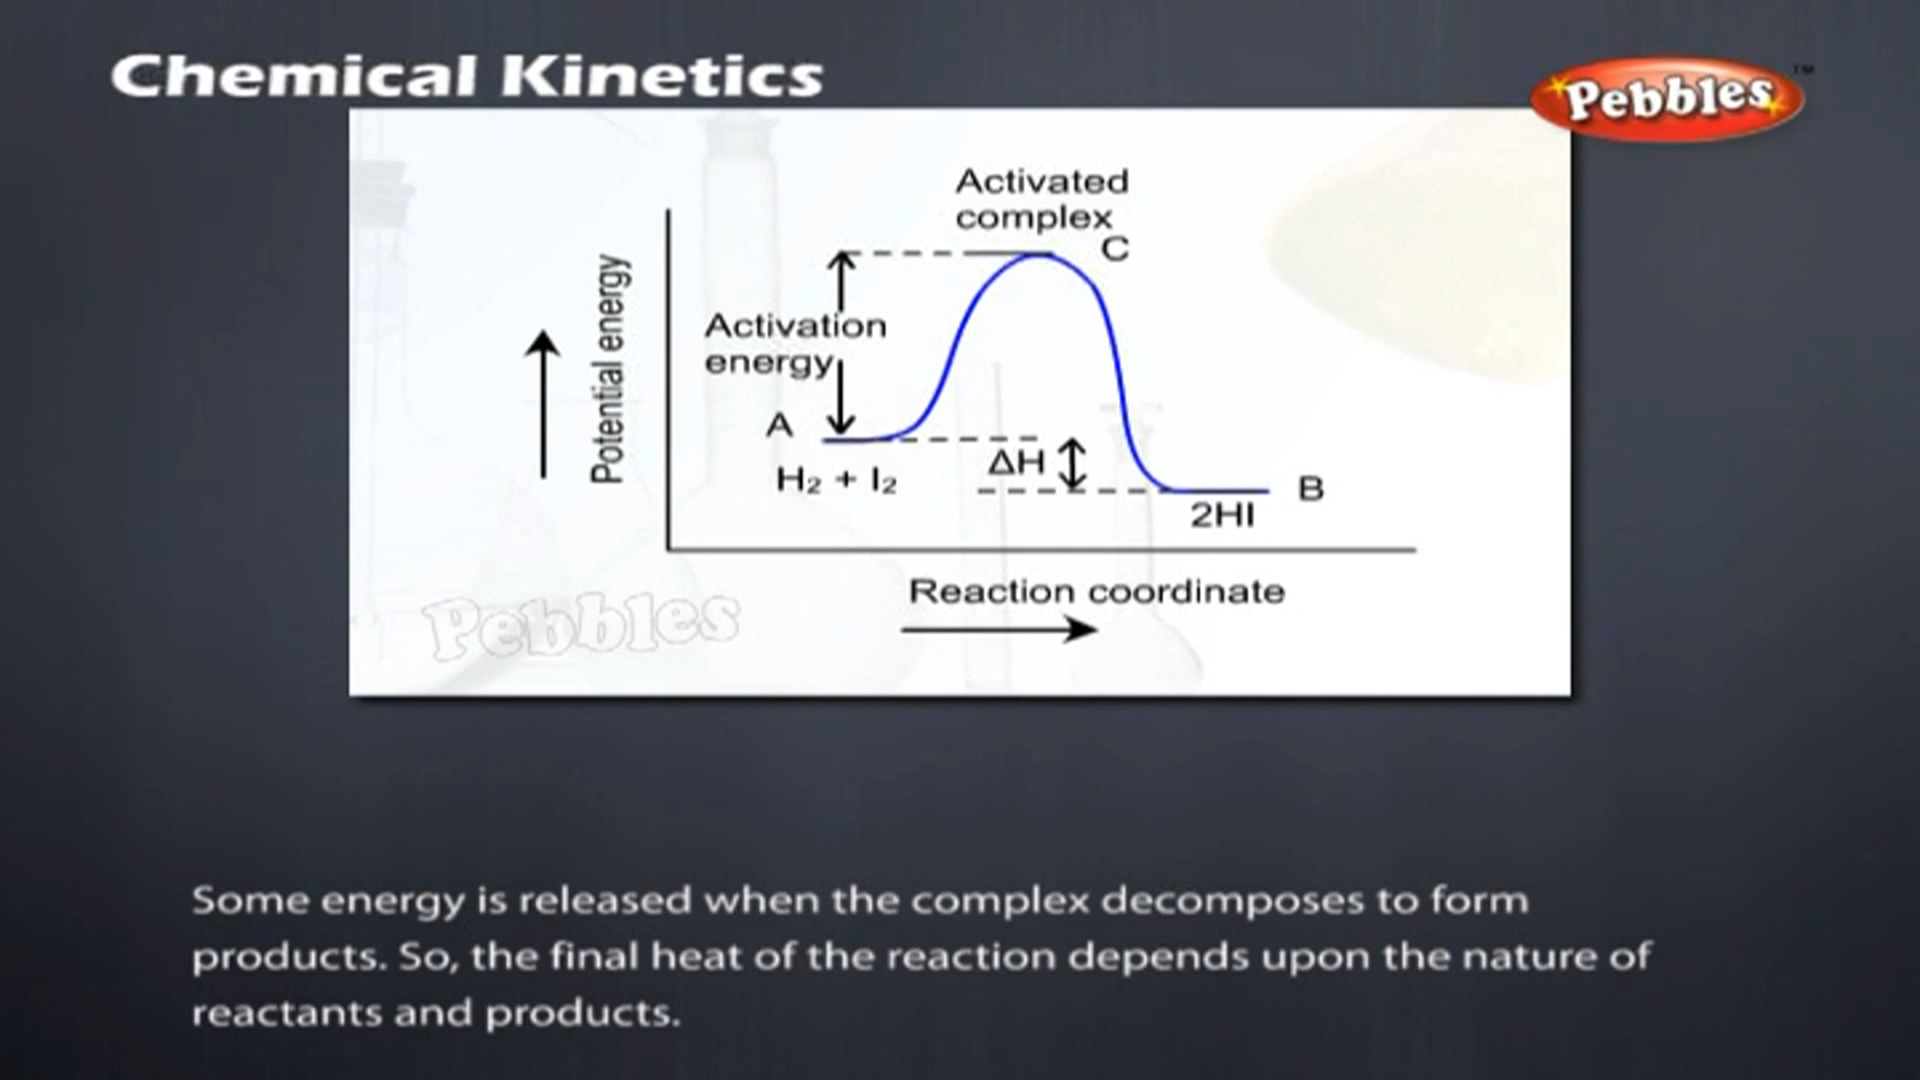 Chemical Kinetics
Pebbles™
Activated
complex
C
Potential energy
Activation
energy
A
H₂ + I₂
ΔH
B
2HI
Reaction coordinate
Pebbles
Some energy is released when the complex decomposes to form
products. So, the final heat of the reaction depends upon the nature of
reactants and products.